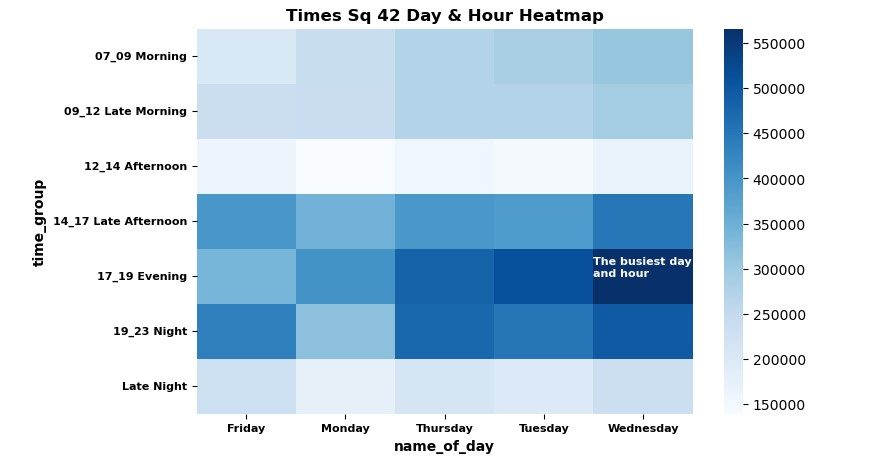 Times Sq 42 Day & Hour Heatmap
time_group
07_09 Morning
09_12 Late Morning
12_14 Afternoon
14_17 Late Afternoon
17_19 Evening
19_23 Night
Late Night
The busiest day
and hour
Friday
Monday
Thursday
Tuesday
Wednesday
name_of_day
550000
500000
450000
400000
350000
300000
250000
200000
150000